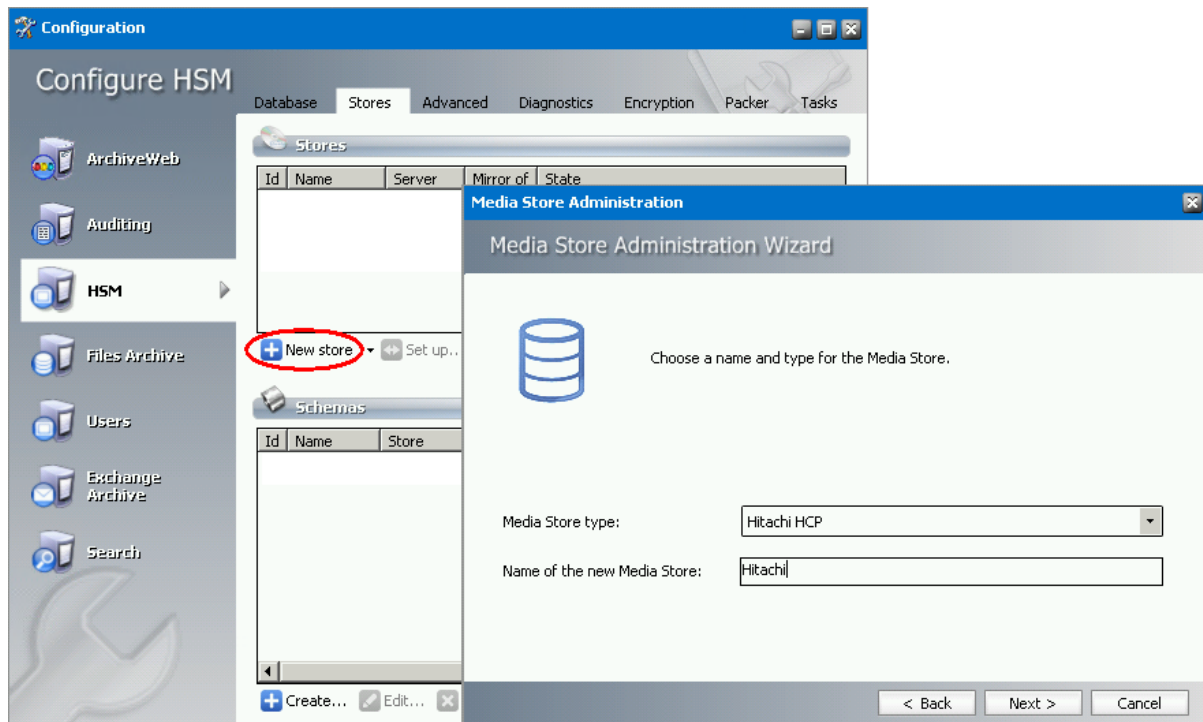 Configuration
Configure HSM
Database Stores Advanced Diagnostics Encryption Packer Tasks
ArchiveWeb
Auditing
HSM
Files Archive
Users
Exchange
Archive
Search
Stores
Id Name Server Mirror of State
New store Set up..
Schemas
Id Name Store
Create... Edit...
Media Store Administration
Media Store Administration Wizard
Choose a name and type for the Media Store.
Media Store type: Hitachi HCP
Name of the new Media Store: Hitachi
< Back Next > Cancel